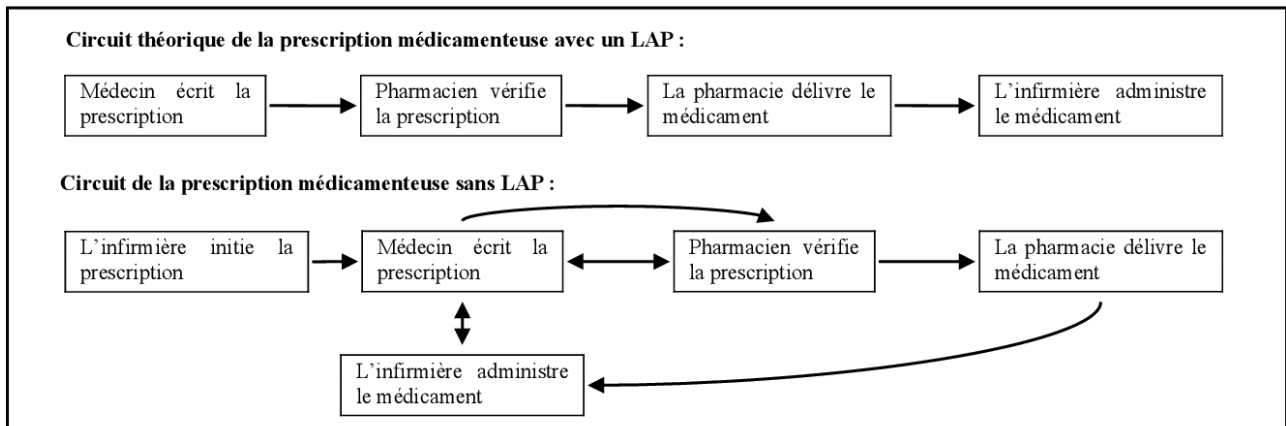 Circuit théorique de la prescription médicamenteuse avec un LAP :
Médecin écrit la
prescription
Pharmacien vérifie
la prescription
La pharmacie délivre le
médicament
L'infirmière administre
le médicament
Circuit de la prescription médicamenteuse sans LAP :
L'infirmière initie la
prescription
Médecin écrit la
prescription
Pharmacien vérifie
la prescription
La pharmacie délivre le
médicament
L'infirmière administre
le médicament